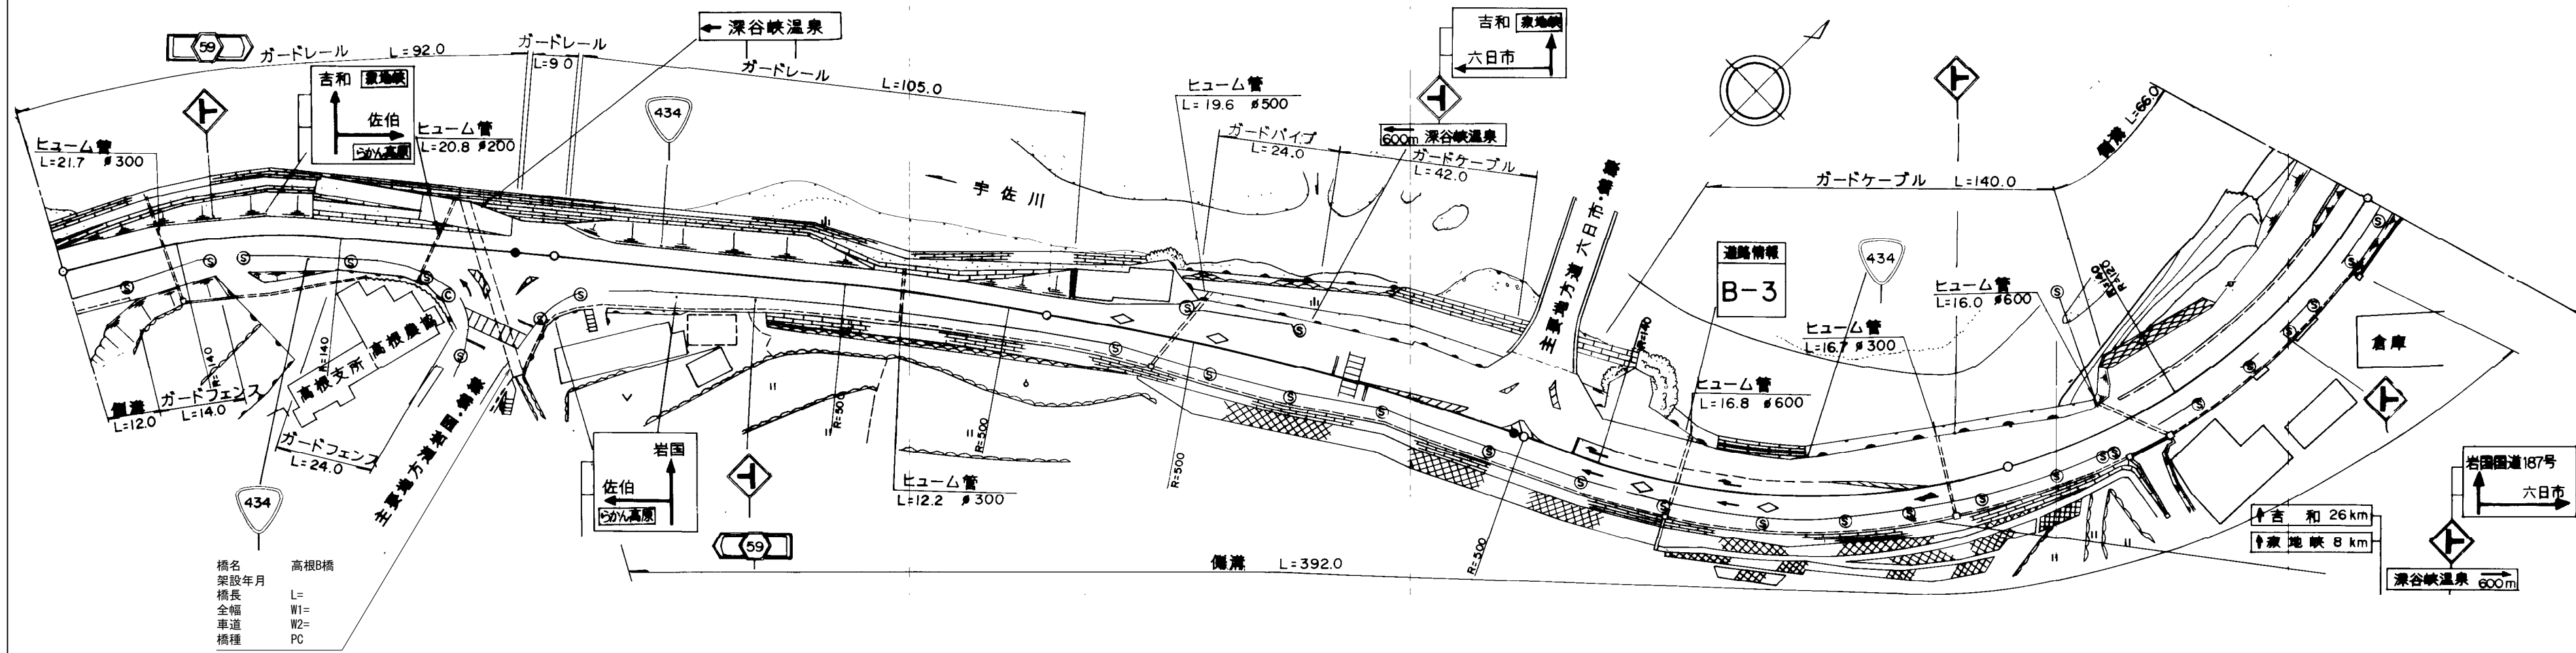 59
ガードレール L=92.0
ガードレール
L=9.0
← 深谷峡温泉
ガードレール L=105.0
吉和 寂地峡
佐伯
らかん高原
ヒューム管
L=21.7 ø300
ヒューム管
L=20.8 ø200
434
ヒューム管
L=19.6 ø500
ガードパイプ
L=24.0
ガードケーブル
L=42.0
吉和 寂地峡
六日市
600m 深谷峡温泉
← 宇佐川
主要地方道 六日市・錦線
ガードケーブル L=140.0
側溝 L=66.0
道路情報
B-3
434
ヒューム管
L=16.0 ø600
ヒューム管
L=16.7 ø300
ヒューム管
L=16.8 ø600
R=140
R=140
A=120
倉庫
側溝
L=12.0
ガードフェンス
L=14.0
R=140
R=140
高根支所
高根農協
ガードフェンス
L=24.0
主要地方道岩国・錦線
434
岩国
佐伯
らかん高原
59
R=500
R=500
R=500
R=500
ヒューム管
L=12.2 ø300
側溝 L=392.0
吉和 26km
寂地峡 8km
岩国国道187号
六日市
深谷峡温泉 → 600m
橋名 高根B橋
架設年月
橋長 L=
全幅 W1=
車道 W2=
橋種 PC